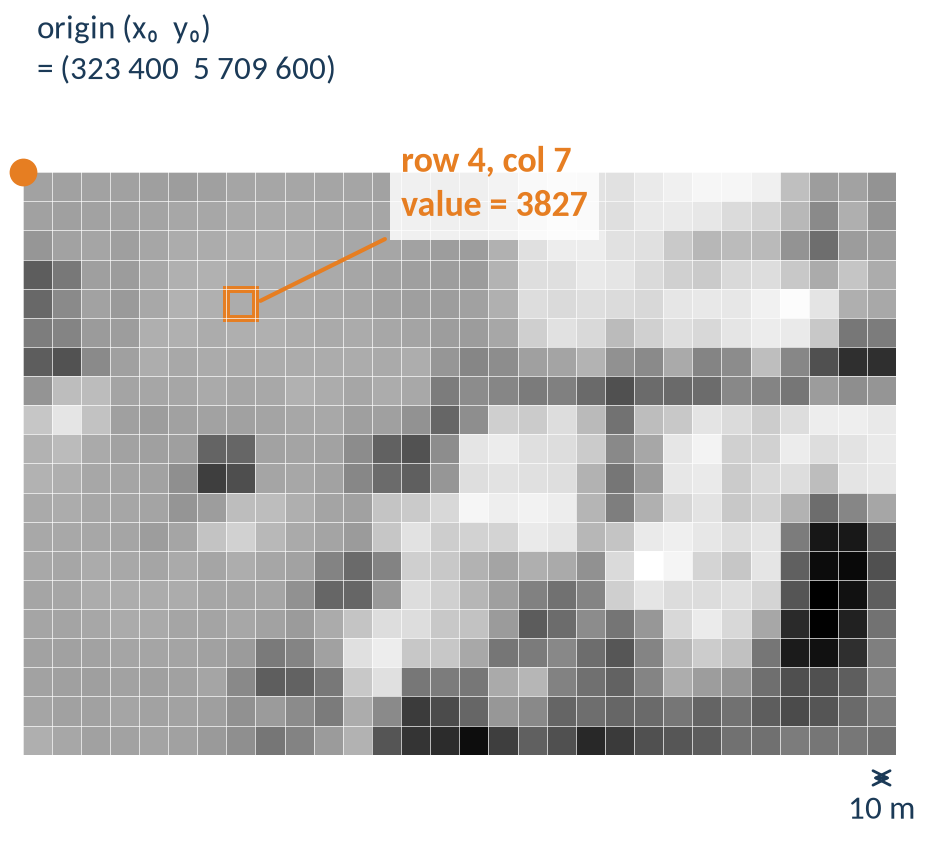 origin (x₀  y₀)
= (323 400  5 709 600)
row 4, col 7
value = 3827
10 m